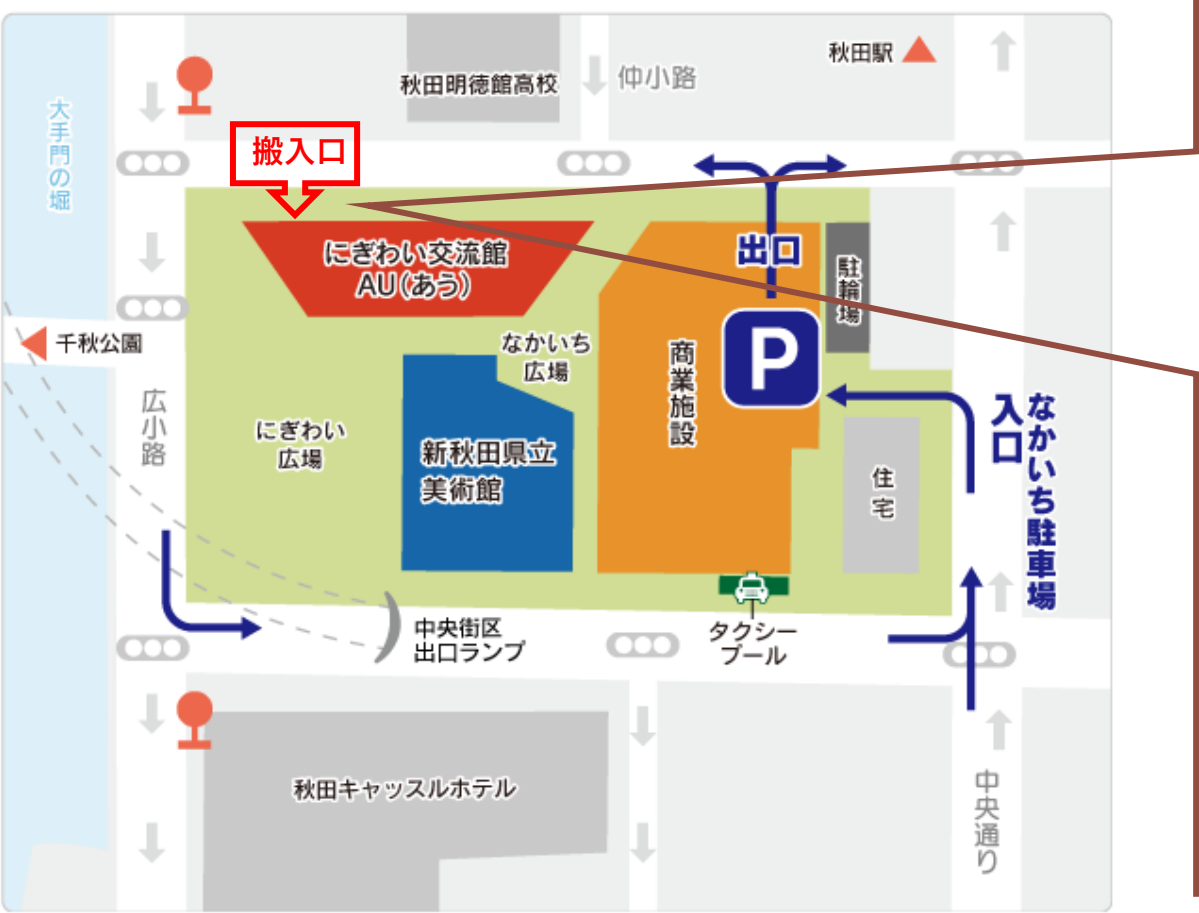 秋田駅
秋田明徳館高校
仲小路
大手門の堀
搬入口
にぎわい交流館
AU(あう)
出口
駐輪場
千秋公園
なかいち
広場
商業施設
P
広小路
にぎわい
広場
新秋田県立
美術館
住宅
なかいち駐車場
入口
中央街区
出口ランプ
タクシー
プール
秋田キャッスルホテル
中央通り